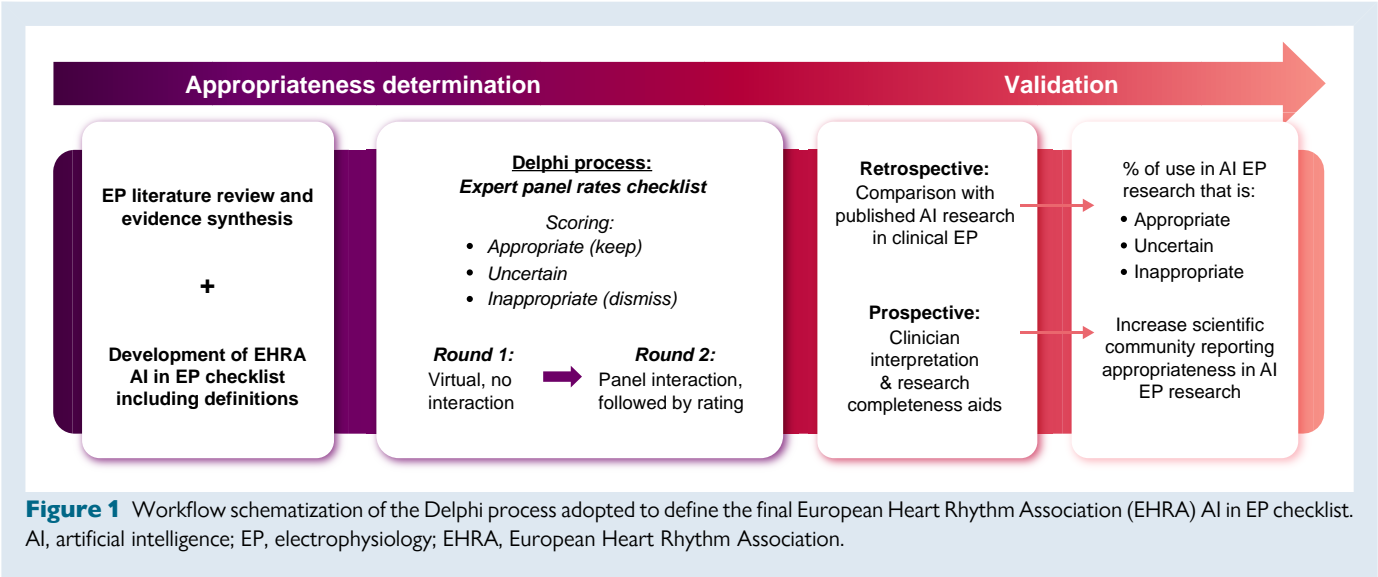 Appropriateness determination
Validation
EP literature review and
evidence synthesis
+
Development of EHRA
AI in EP checklist
including definitions
Delphi process:
Expert panel rates checklist
Scoring:
• Appropriate (keep)
• Uncertain
• Inappropriate (dismiss)
Round 1:
Virtual, no
interaction
Round 2:
Panel interaction,
followed by rating
Retrospective:
Comparison with
published AI research
in clinical EP
Prospective:
Clinician
interpretation
& research
completeness aids
% of use in AI EP
research that is:
• Appropriate
• Uncertain
• Inappropriate
Increase scientific
community reporting
appropriateness in AI
EP research
Figure 1 Workflow schematization of the Delphi process adopted to define the final European Heart Rhythm Association (EHRA) AI in EP checklist.
AI, artificial intelligence; EP, electrophysiology; EHRA, European Heart Rhythm Association.